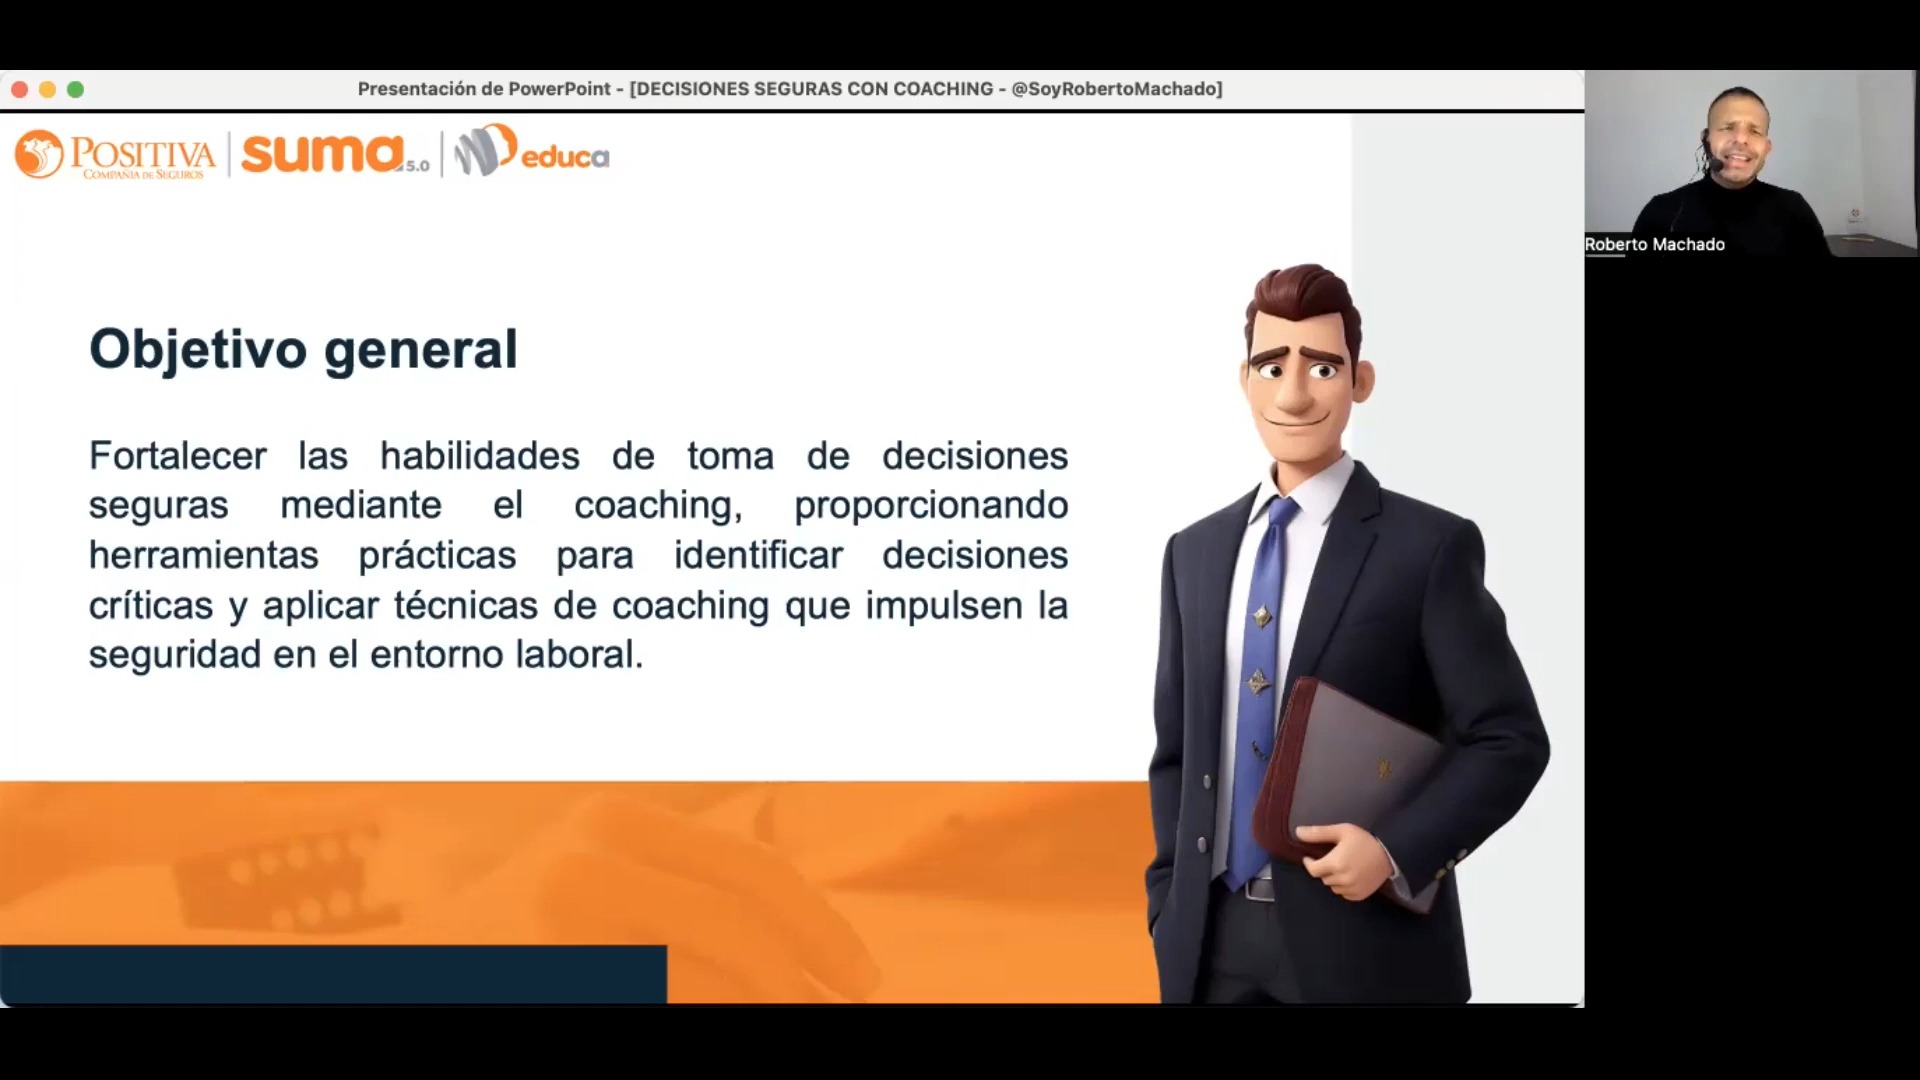 Presentación de PowerPoint - [DECISIONES SEGURAS CON COACHING - @SoyRobertoMachado]
POSITIVA
COMPAÑIA DE SEGUROS
suma 5.0
educa
Roberto Machado
Objetivo general
Fortalecer las habilidades de toma de decisiones
seguras mediante el coaching, proporcionando
herramientas prácticas para identificar decisiones
críticas y aplicar técnicas de coaching que impulsen la
seguridad en el entorno laboral.